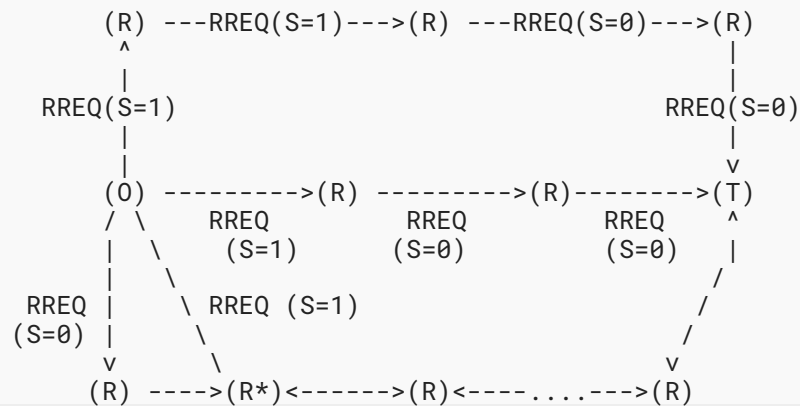 (R) ---RREQ(S=1)--->(R) ---RREQ(S=0)--->(R)
^ |
| |
RREQ(S=1) RREQ(S=0)
| |
| v
(O) --------->(R) --------->(R)------->(T)
/ \ RREQ RREQ RREQ ^
| \ (S=1) (S=0) (S=0) |
| \ /
RREQ | \ RREQ (S=1) /
(S=0) | \ /
v \ v
(R) ---->(R*)<------>(R)<----....--->(R)